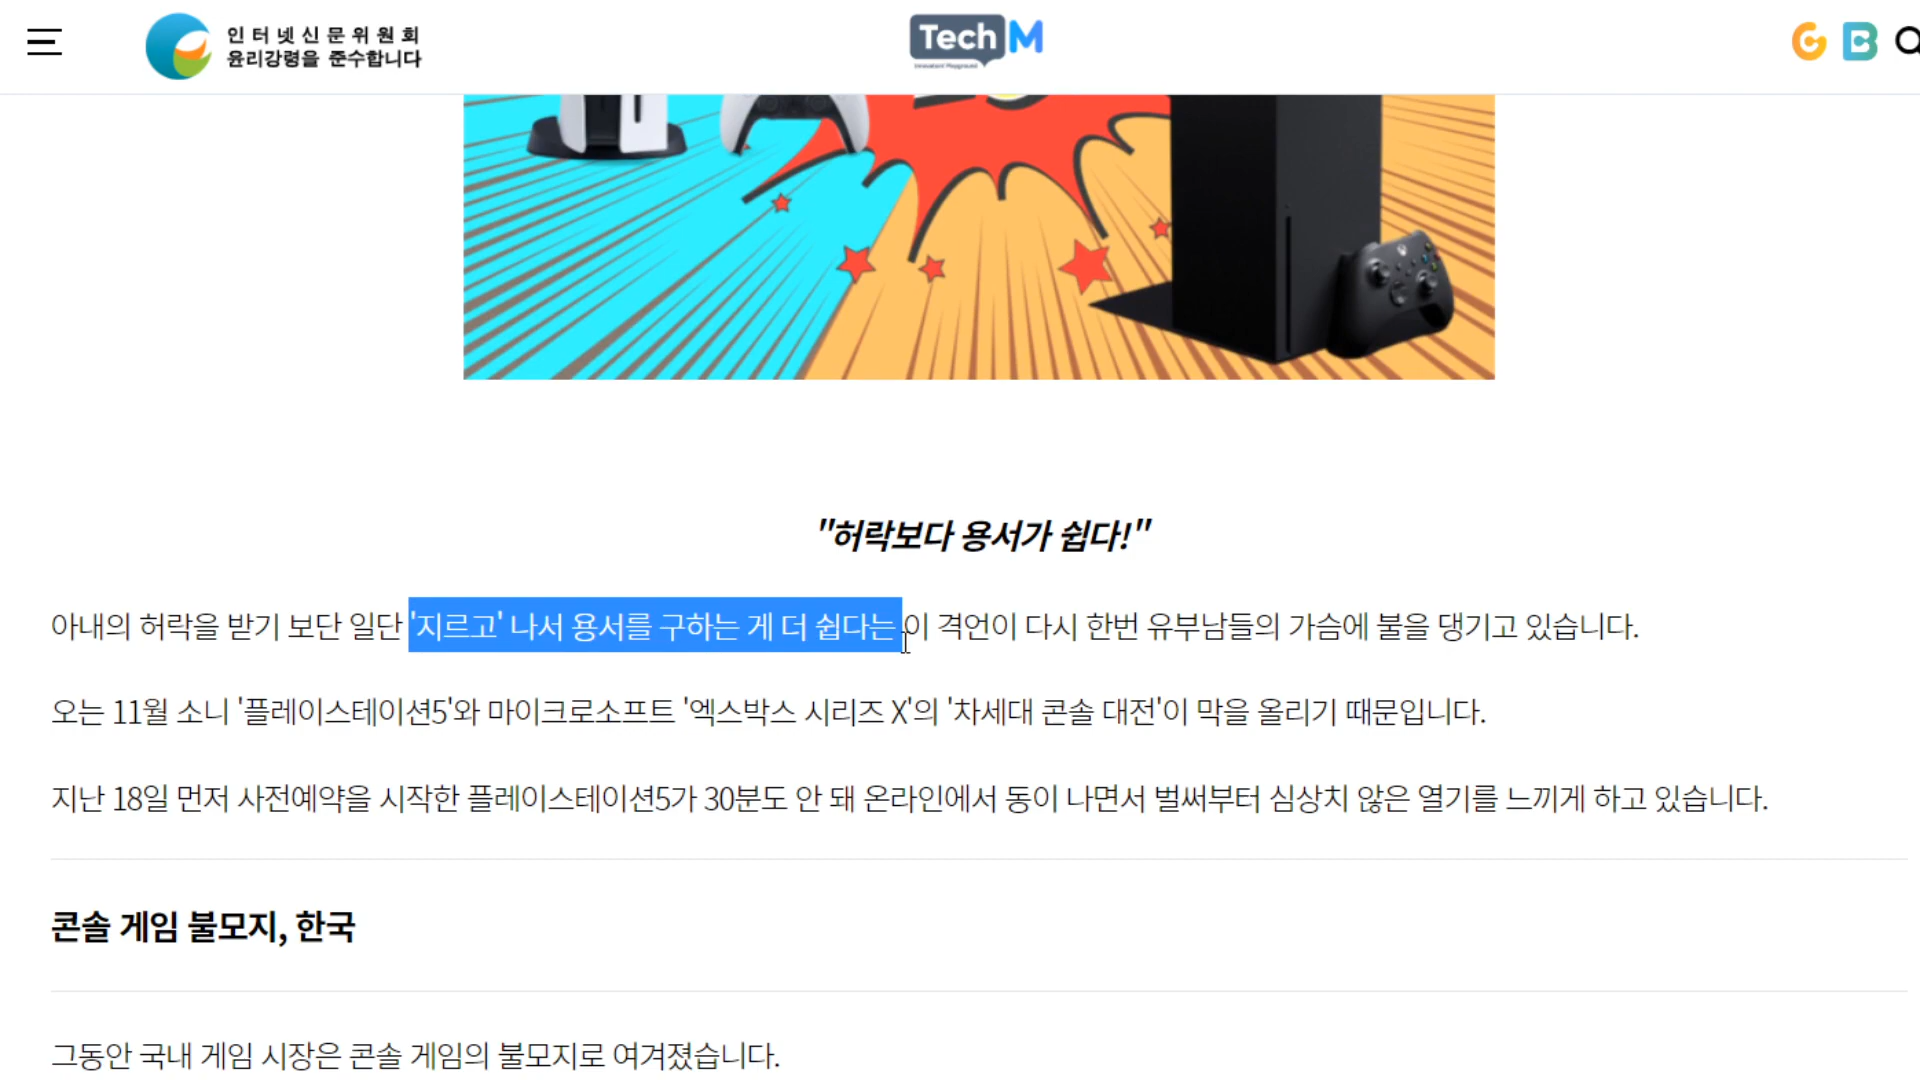 인터넷신문위원회
윤리강령을 준수합니다
Tech M
"허락보다 용서가 쉽다!"
아내의 허락을 받기 보단 일단 '지르고' 나서 용서를 구하는 게 더 쉽다는 이 격언이 다시 한번 유부남들의 가슴에 불을 댕기고 있습니다.
오는 11월 소니 '플레이스테이션5'와 마이크로소프트 '엑스박스 시리즈 X'의 '차세대 콘솔 대전'이 막을 올리기 때문입니다.
지난 18일 먼저 사전예약을 시작한 플레이스테이션5가 30분도 안 돼 온라인에서 동이 나면서 벌써부터 심상치 않은 열기를 느끼게 하고 있습니다.
콘솔 게임 불모지, 한국
그동안 국내 게임 시장은 콘솔 게임의 불모지로 여겨졌습니다.